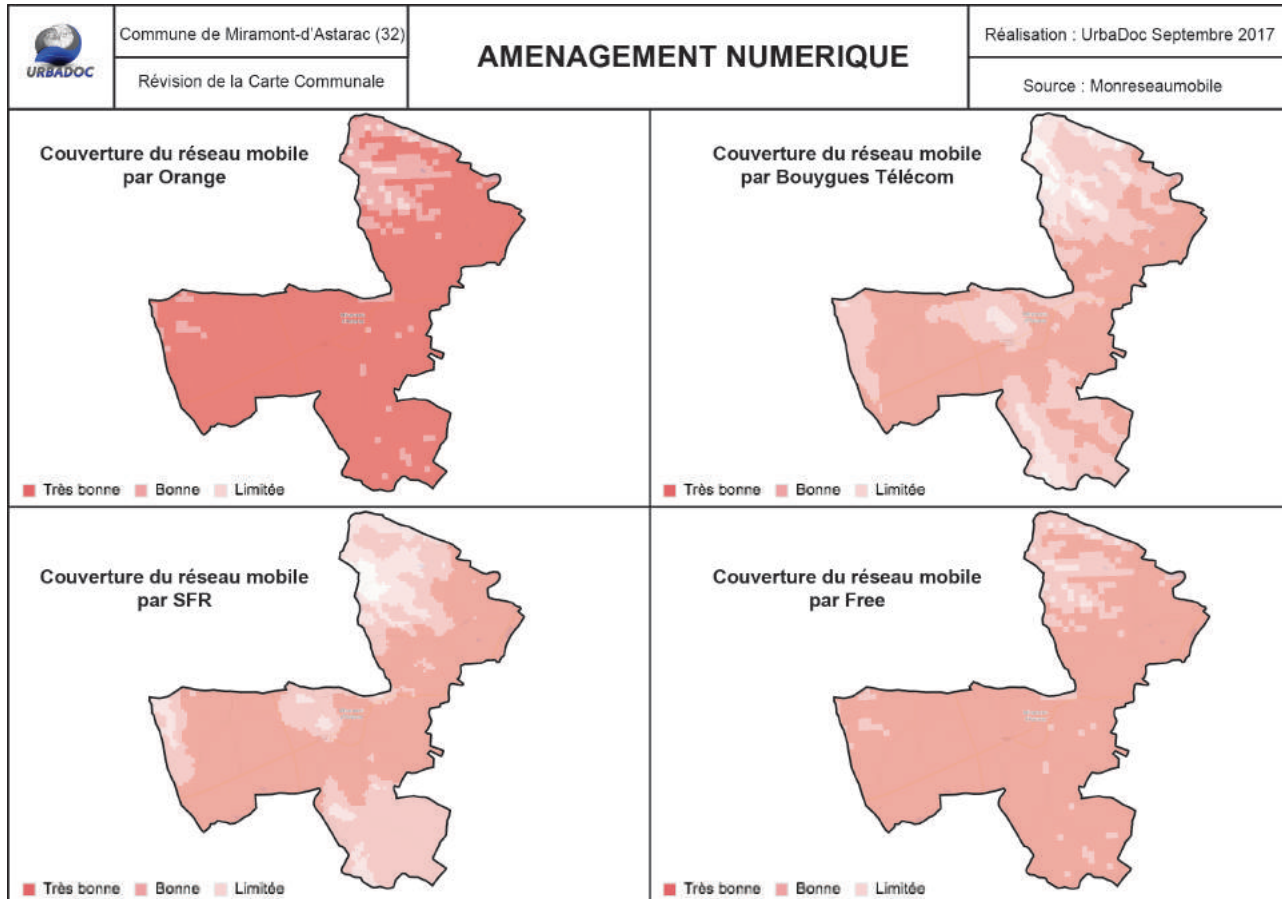 URBADOC
Commune de Miramont-d'Astarac (32)
Révision de la Carte Communale
AMENAGEMENT NUMERIQUE
Réalisation : UrbaDoc Septembre 2017
Source : Monreseaumobile
Couverture du réseau mobile
par Orange
Très bonne Bonne Limitée
Couverture du réseau mobile
par Bouygues Télécom
Très bonne Bonne Limitée
Couverture du réseau mobile
par SFR
Très bonne Bonne Limitée
Couverture du réseau mobile
par Free
Très bonne Bonne Limitée